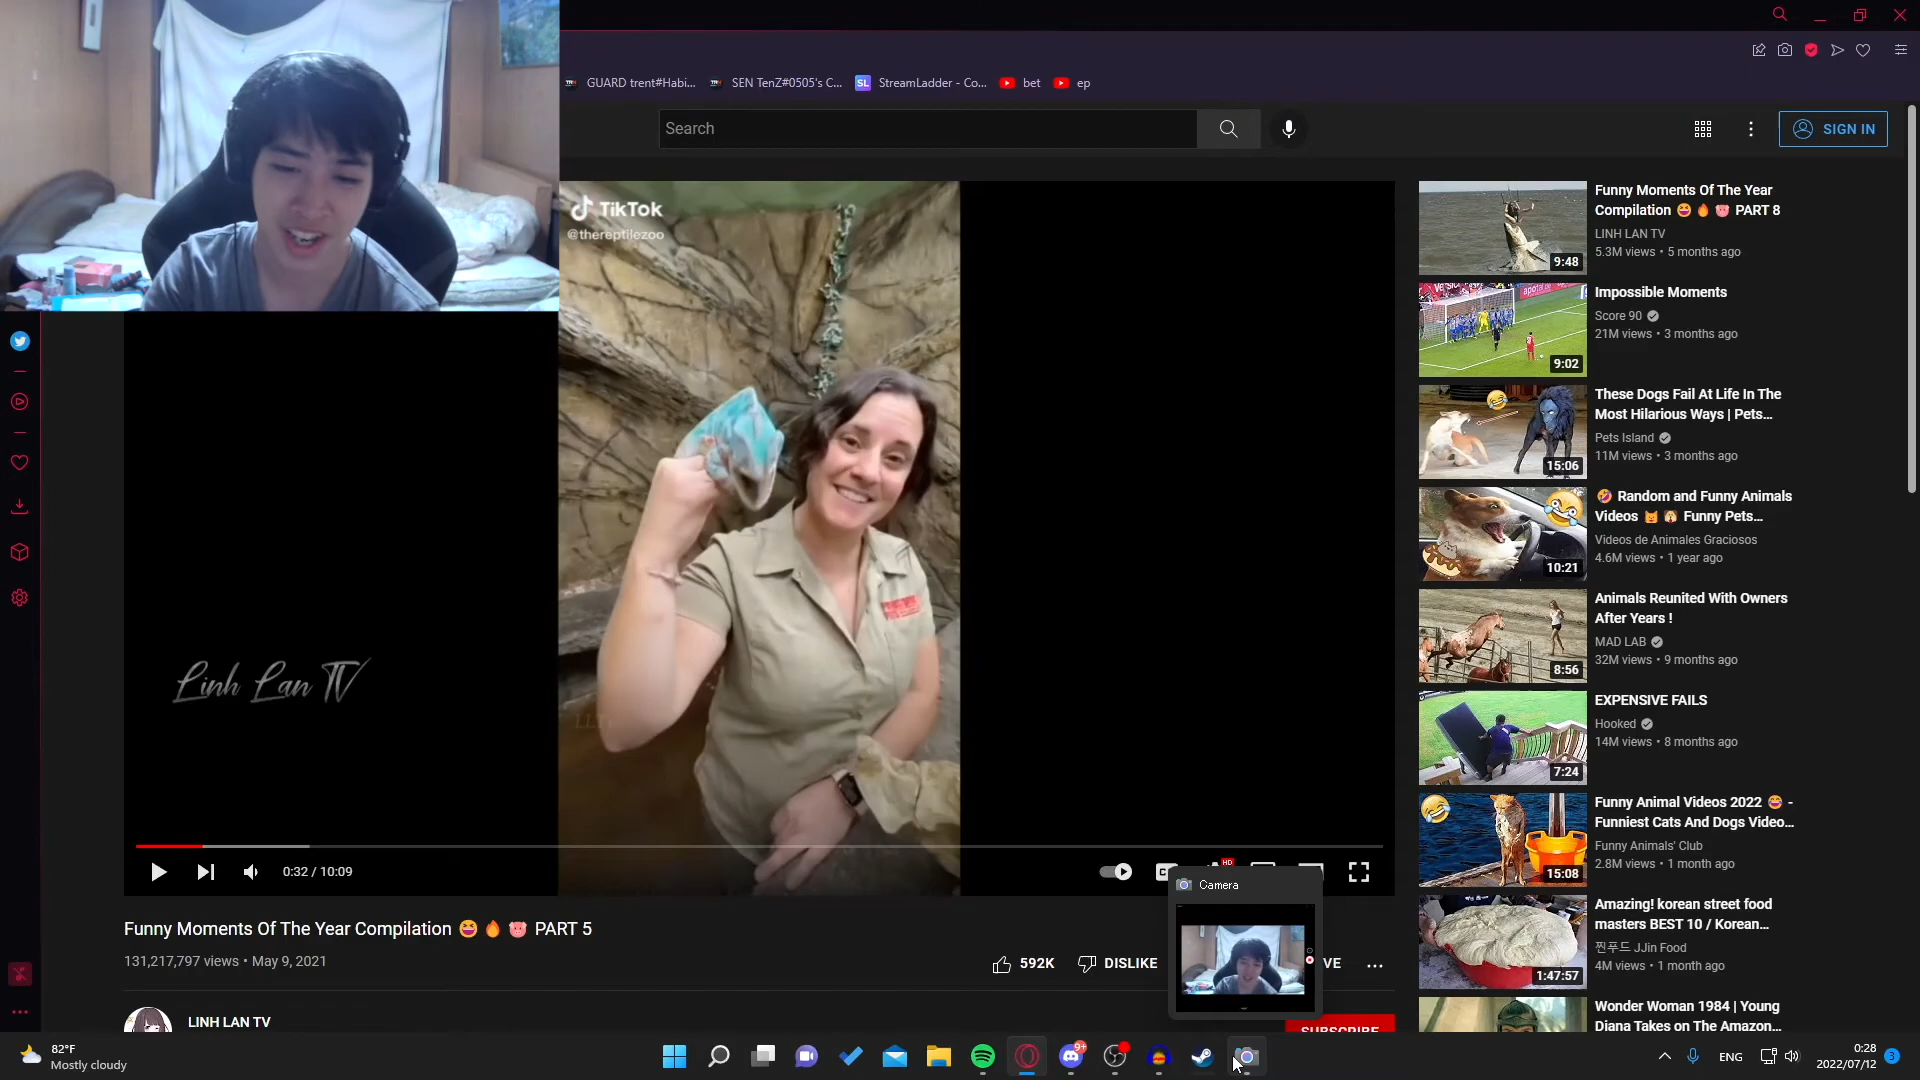 GUARD trent#Habi...
SEN TenZ#0505's C...
SL
StreamLadder - Co...
bet
ep
Search
SIGN IN
TikTok
@thereptilezoo
Linh Lan TV
0:32 / 10:09
HD
Camera
Funny Moments Of The Year Compilation 😆 🔥 🐷 PART 5
131,217,797 views • May 9, 2021
592K
DISLIKE
VE
LINH LAN TV
SUBSCRIBE
Funny Moments Of The Year
Compilation 😆 🔥 🐷 PART 8
LINH LAN TV
5.3M views • 5 months ago
9:48
Impossible Moments
Score 90
21M views • 3 months ago
9:02
These Dogs Fail At Life In The
Most Hilarious Ways | Pets...
Pets Island
11M views • 3 months ago
15:06
🤣 Random and Funny Animals
Videos 😹 🙀 Funny Pets...
Videos de Animales Graciosos
4.6M views • 1 year ago
10:21
Animals Reunited With Owners
After Years !
MAD LAB
32M views • 9 months ago
8:56
EXPENSIVE FAILS
Hooked
14M views • 8 months ago
7:24
Funny Animal Videos 2022 😂 -
Funniest Cats And Dogs Video...
Funny Animals' Club
2.8M views • 1 month ago
15:08
Amazing! korean street food
masters BEST 10 / Korean...
찐푸드 JJin Food
4M views • 1 month ago
1:47:57
Wonder Woman 1984 | Young
Diana Takes on The Amazon...
82°F
Mostly cloudy
9+
ENG
0:28
2022/07/12
3